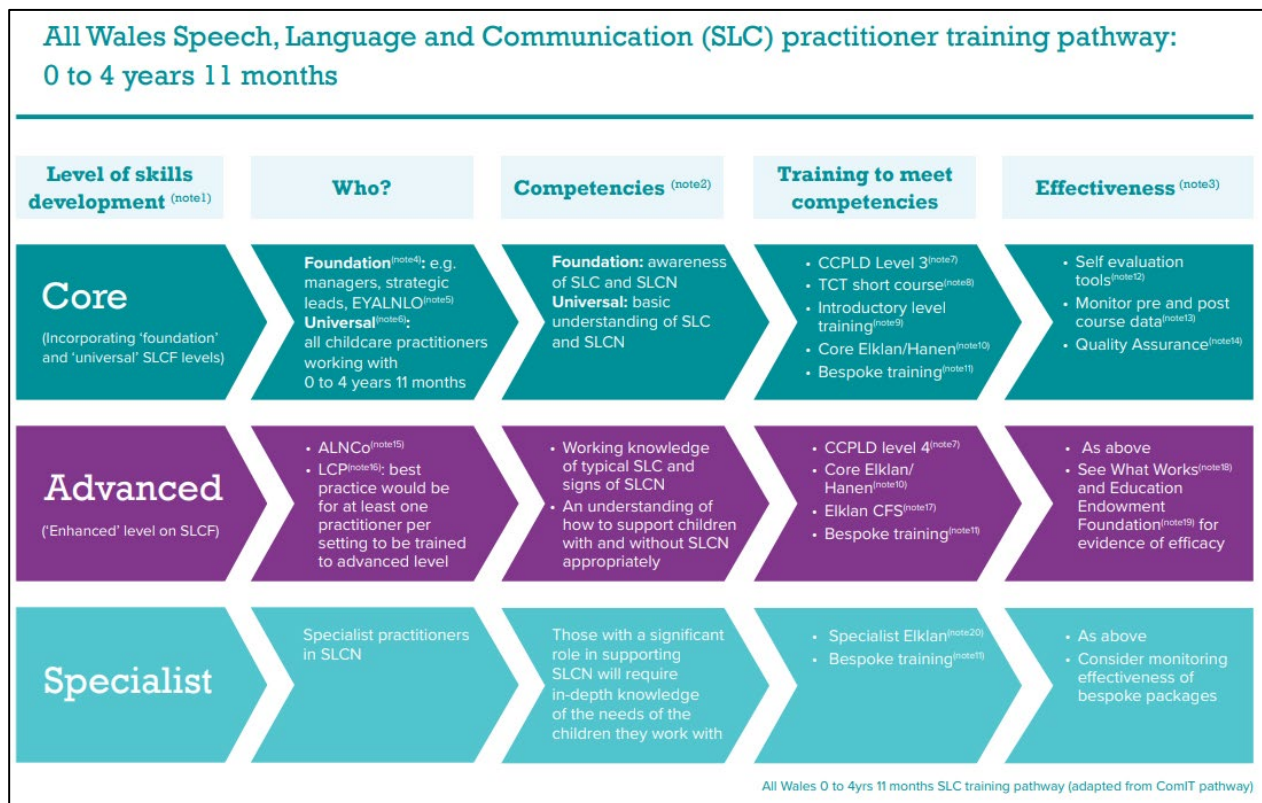 All Wales Speech, Language and Communication (SLC) practitioner training pathway:
0 to 4 years 11 months
Level of skills
development (note1)
Who?
Competencies (note2)
Training to meet
competencies
Effectiveness (note3)
Core
(Incorporating ‘foundation’
and ‘universal’ SLCF levels)
Foundation(note4): e.g.
managers, strategic
leads, EYALNLO(note5)
Universal(note6):
all childcare practitioners
working with
0 to 4 years 11 months
Foundation: awareness
of SLC and SLCN
Universal: basic
understanding of SLC
and SLCN
• CCPLD Level 3(note7)
• TCT short course(note8)
• Introductory level
training(note9)
• Core Elklan/Hanen(note10)
• Bespoke training(note11)
• Self evaluation
tools(note12)
• Monitor pre and post
course data(note13)
• Quality Assurance(note14)
Advanced
(‘Enhanced’ level on SLCF)
• ALNCo(note15)
• LCP(note16): best
practice would be
for at least one
practitioner per
setting to be trained
to advanced level
• Working knowledge
of typical SLC and
signs of SLCN
• An understanding of
how to support children
with and without SLCN
appropriately
• CCPLD level 4(note7)
• Core Elklan/
Hanen(note10)
• Elklan CFS(note17)
• Bespoke training(note11)
• As above
• See What Works(note18)
and Education
Endowment
Foundation(note19) for
evidence of efficacy
Specialist
Specialist practitioners
in SLCN
Those with a significant
role in supporting
SLCN will require
in-depth knowledge
of the needs of the
children they work with
• Specialist Elklan(note20)
• Bespoke training(note11)
• As above
• Consider monitoring
effectiveness of
bespoke packages
All Wales 0 to 4yrs 11 months SLC training pathway (adapted from ComIT pathway)